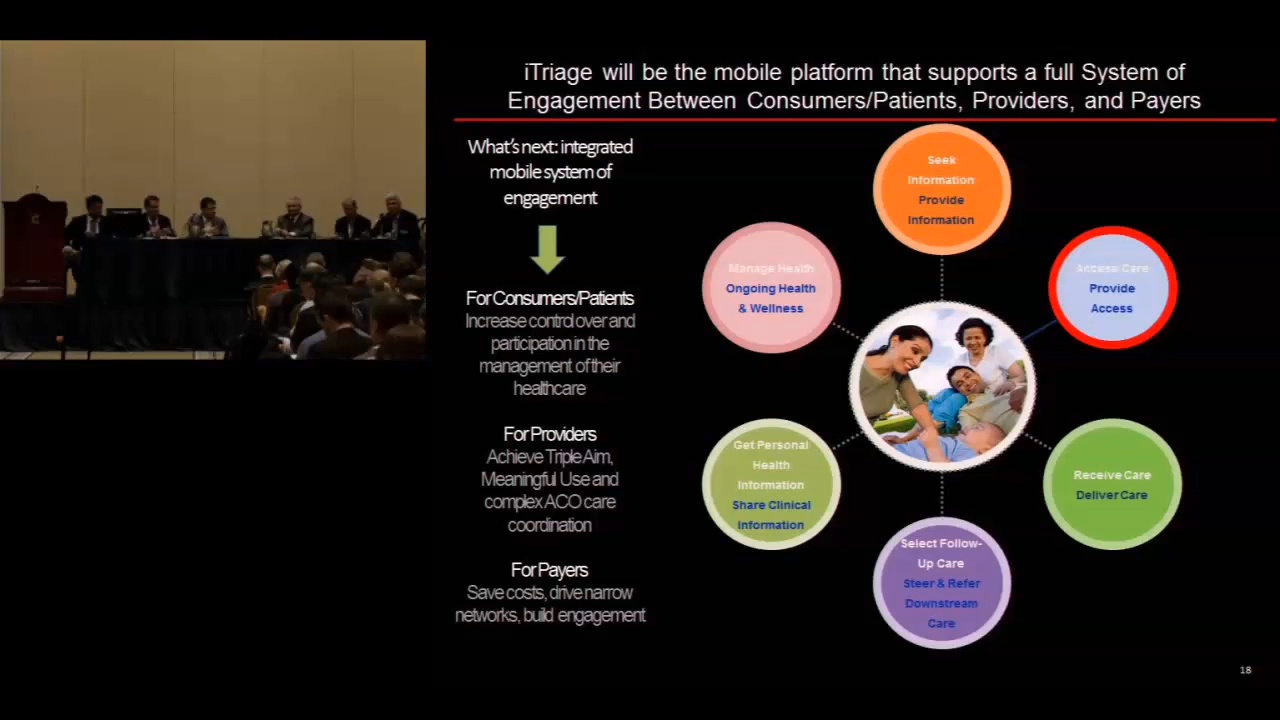 iTriage will be the mobile platform that supports a full System of
Engagement Between Consumers/Patients, Providers, and Payers
What's next: integrated
mobile system of
engagement
For Consumers/Patients
Increase control over and
participation in the
management of their
healthcare
For Providers
Achieve Triple Aim,
Meaningful Use and
complex ACO care
coordination
For Payers
Save costs, drive narrow
networks, build engagement
Seek
Information
Provide
Information
Access Care
Provide
Access
Receive Care
Deliver Care
Select Follow-
Up Care
Steer & Refer
Downstream
Care
Get Personal
Health
Information
Share Clinical
Information
Manage Health
Ongoing Health
& Wellness
18